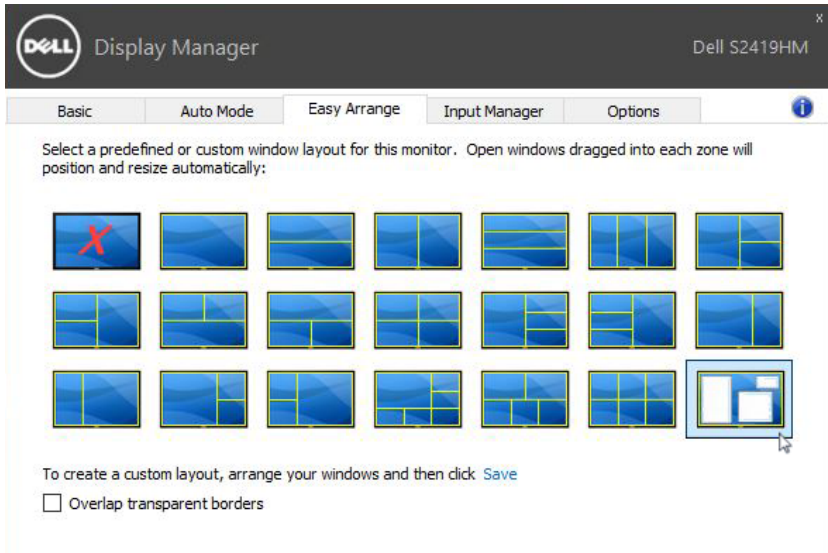 x
DELL
Display Manager
Dell S2419HM
Basic
Auto Mode
Easy Arrange
Input Manager
Options
i
Select a predefined or custom window layout for this monitor. Open windows dragged into each zone will
position and resize automatically:
X
To create a custom layout, arrange your windows and then click Save
Overlap transparent borders